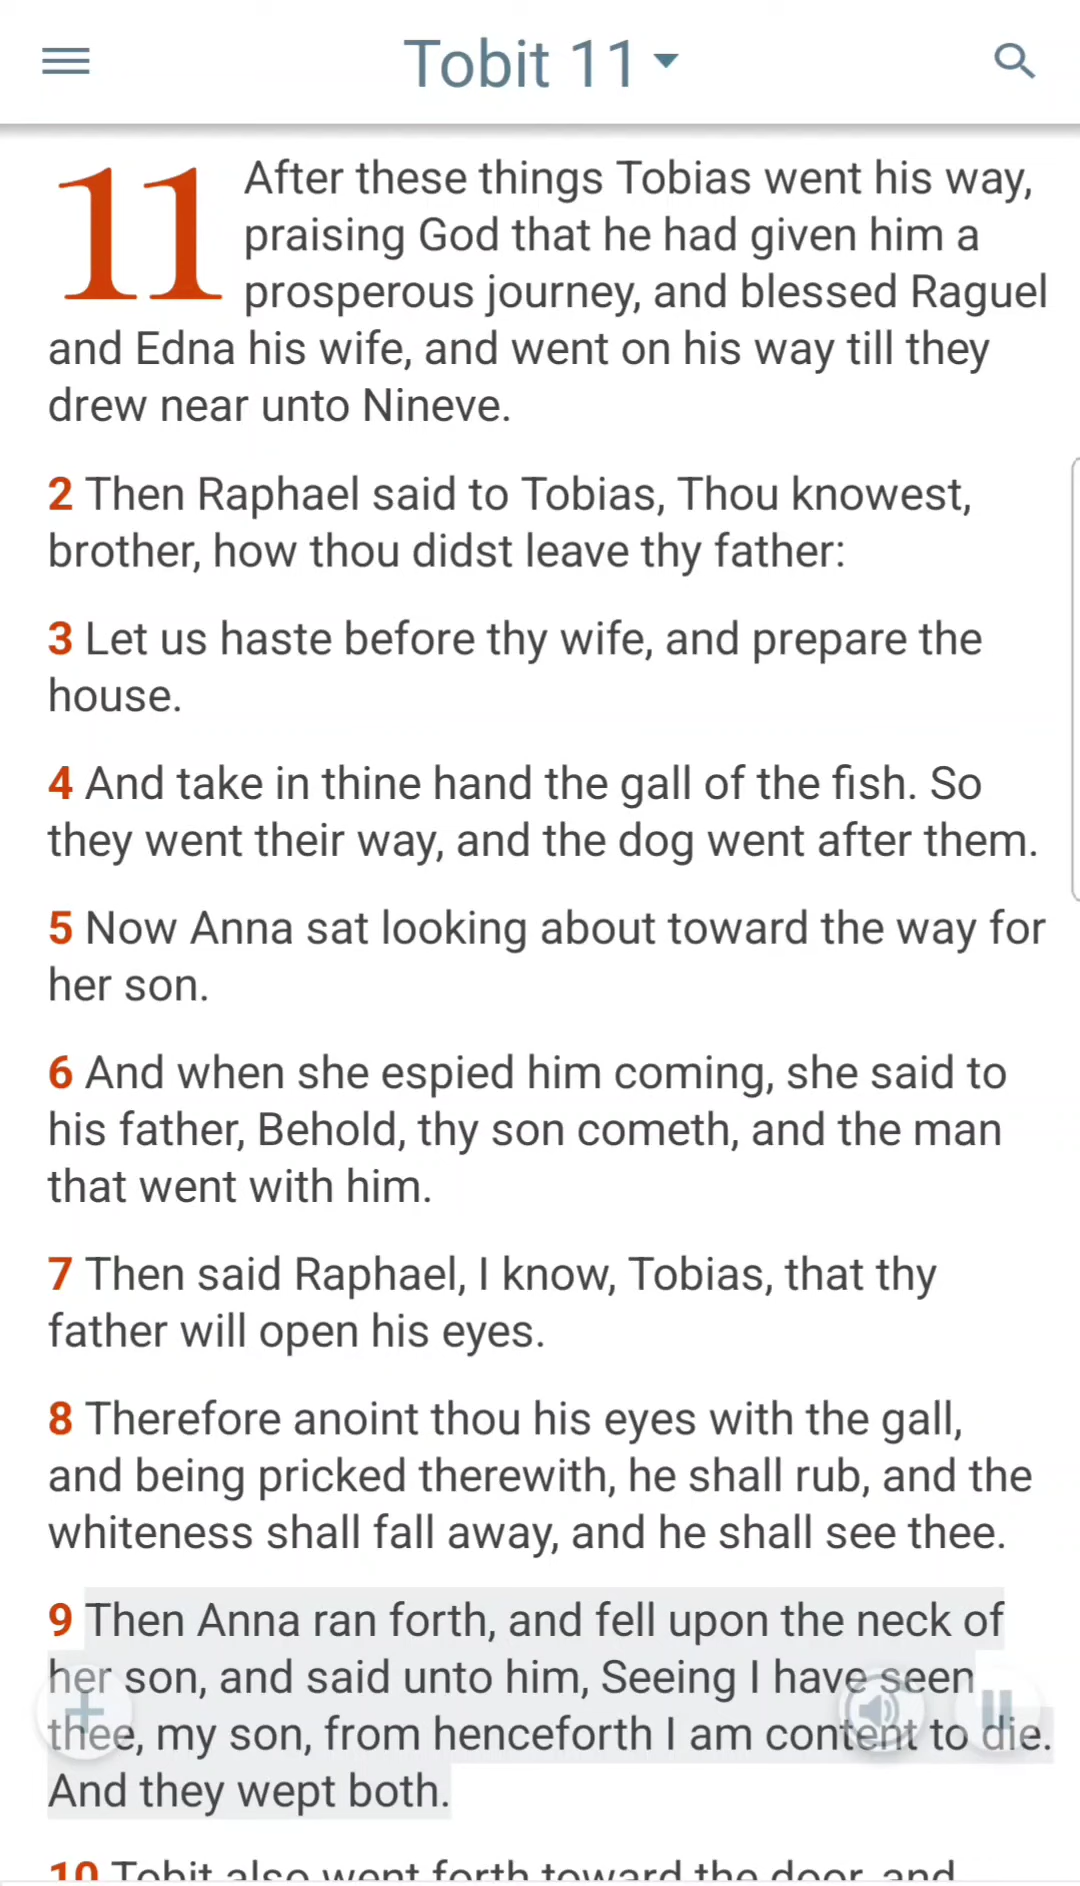 Tobit 11
11 After these things Tobias went his way,
praising God that he had given him a
prosperous journey, and blessed Raguel
and Edna his wife, and went on his way till they
drew near unto Nineve.
2 Then Raphael said to Tobias, Thou knowest,
brother, how thou didst leave thy father:
3 Let us haste before thy wife, and prepare the
house.
4 And take in thine hand the gall of the fish. So
they went their way, and the dog went after them.
5 Now Anna sat looking about toward the way for
her son.
6 And when she espied him coming, she said to
his father, Behold, thy son cometh, and the man
that went with him.
7 Then said Raphael, I know, Tobias, that thy
father will open his eyes.
8 Therefore anoint thou his eyes with the gall,
and being pricked therewith, he shall rub, and the
whiteness shall fall away, and he shall see thee.
9 Then Anna ran forth, and fell upon the neck of
her son, and said unto him, Seeing I have seen
thee, my son, from henceforth I am content to die.
And they wept both.
10 Tobit also went forth toward the door, and